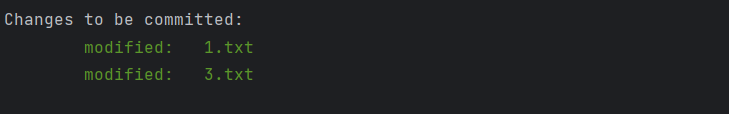 Changes to be committed:
        modified:   1.txt
        modified:   3.txt